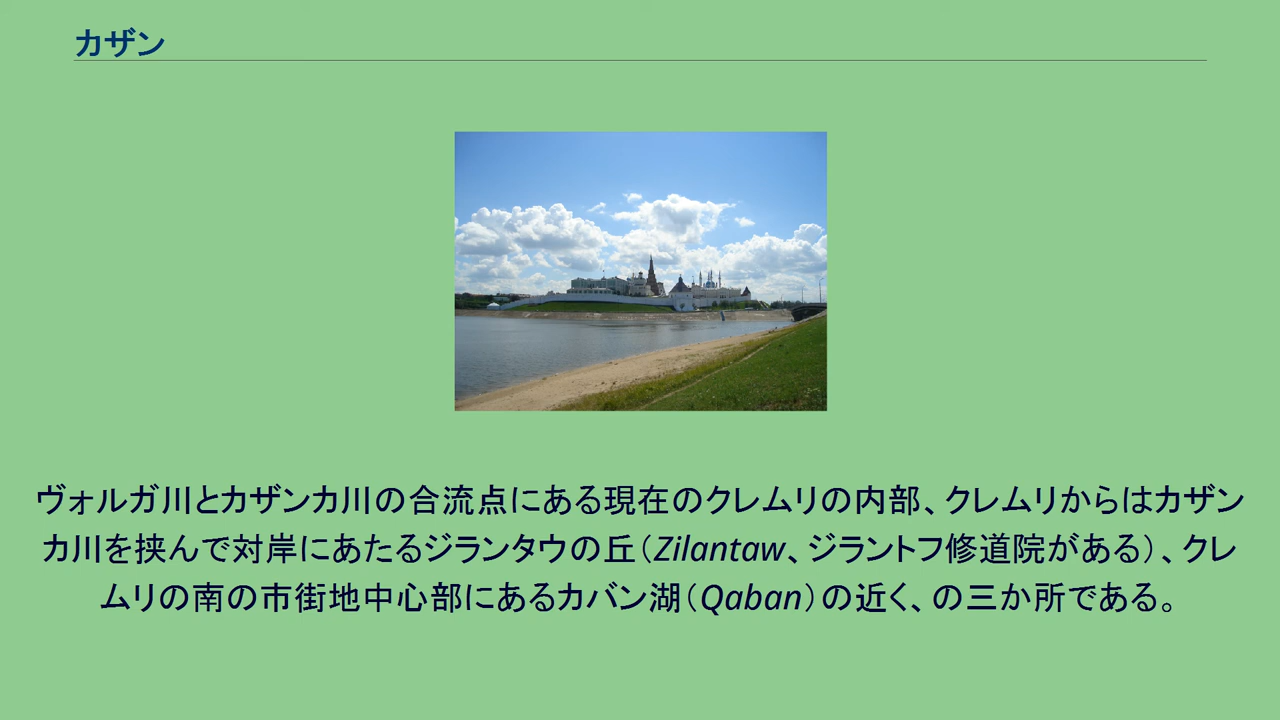 カザン
ヴォルガ川とカザンカ川の合流点にある現在のクレムリの内部、クレムリからはカザン
カ川を挟んで対岸にあたるジランタウの丘（Zilantaw、ジラントフ修道院がある）、クレ
ムリの南の市街地中心部にあるカバン湖（Qaban）の近く、の三か所である。